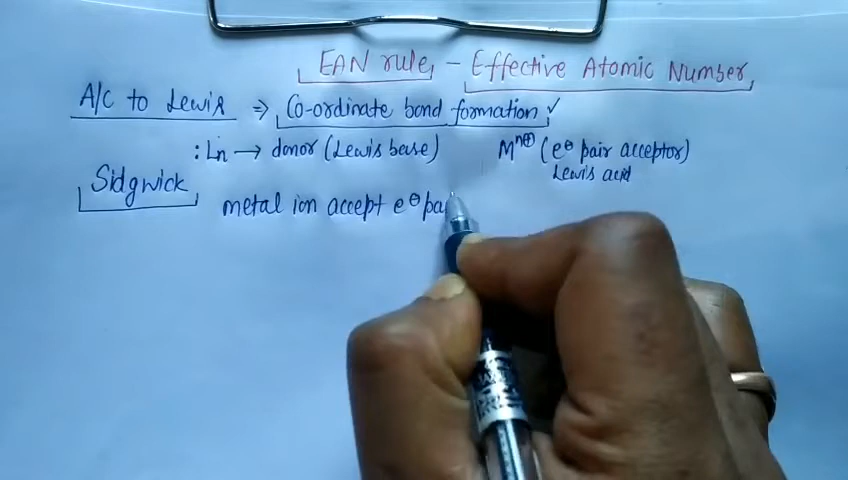 EAN rule - Effective Atomic Number
A/C to Lewis ⇒ Co-ordinate bond formation ✓
:Ln → donor (Lewis base) Mⁿ⊕ (e⊖ pair acceptor)
Lewis acid
Sidgwick
metal ion accept e⊖ pa